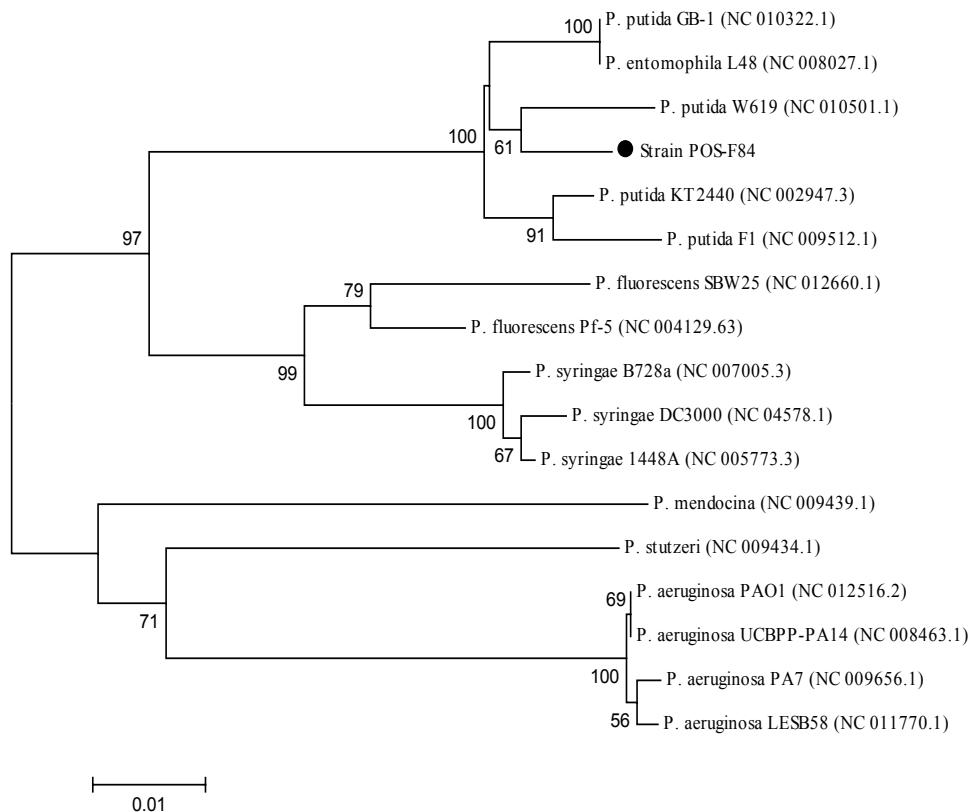 100
P. putida GB-1 (NC 010322.1)
P. entomophila L48 (NC 008027.1)
P. putida W619 (NC 010501.1)
100
61
Strain POS-F84
P. putida KT2440 (NC 002947.3)
97
91
P. putida F1 (NC 009512.1)
P. fluorescens SBW25 (NC 012660.1)
79
P. fluorescens Pf-5 (NC 004129.63)
99
P. syringae B728a (NC 007005.3)
100
P. syringae DC3000 (NC 04578.1)
67
P. syringae 1448A (NC 005773.3)
P. mendocina (NC 009439.1)
P. stutzeri (NC 009434.1)
69
P. aeruginosa PAO1 (NC 012516.2)
71
P. aeruginosa UCBPP-PA14 (NC 008463.1)
100
P. aeruginosa PA7 (NC 009656.1)
56
P. aeruginosa LESB58 (NC 011770.1)
0.01